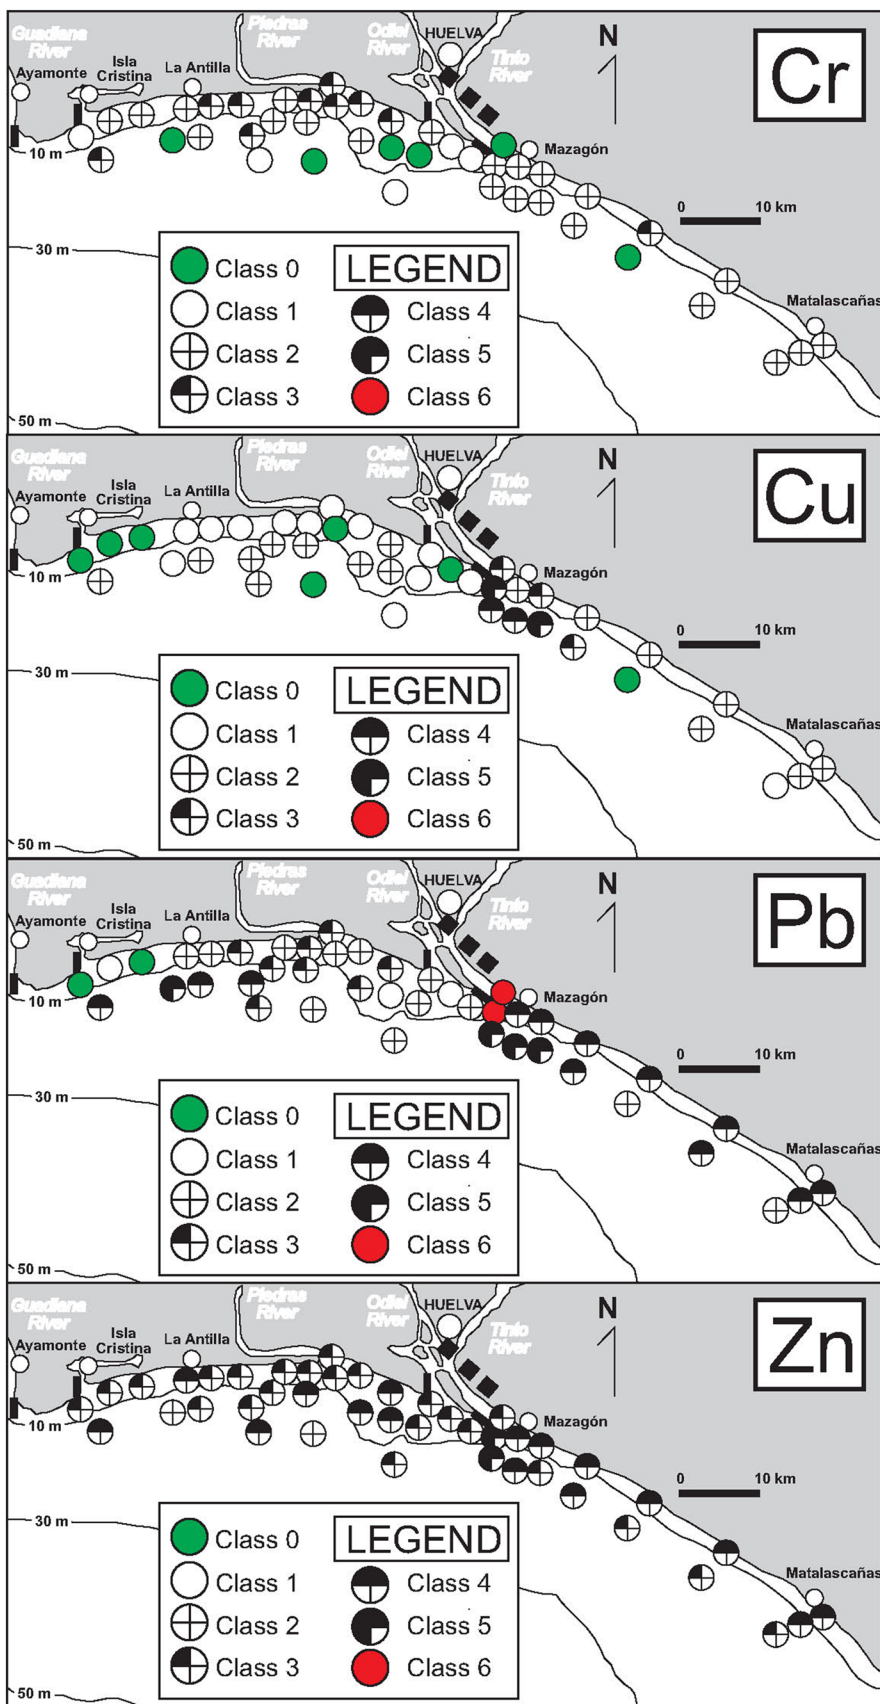 Guadiana
River
Piedras
River
Odiel
River
HUELVA
Tinto
River
N
Cr
Isla
Cristina
Ayamonte
La Antilla
10 m
Mazagón
0 10 km
30 m
Matalascañas
Class 0
LEGEND
Class 1
Class 4
Class 2
Class 5
Class 3
Class 6
50 m
Guadiana
River
Piedras
River
Odiel
River
HUELVA
Tinto
River
N
Cu
Isla
Cristina
Ayamonte
La Antilla
10 m
Mazagón
0 10 km
30 m
Matalascañas
Class 0
LEGEND
Class 1
Class 4
Class 2
Class 5
Class 3
Class 6
50 m
Guadiana
River
Piedras
River
Odiel
River
HUELVA
Tinto
River
N
Pb
Isla
Cristina
Ayamonte
La Antilla
10 m
Mazagón
0 10 km
30 m
Matalascañas
Class 0
LEGEND
Class 1
Class 4
Class 2
Class 5
Class 3
Class 6
50 m
Guadiana
River
Piedras
River
Odiel
River
HUELVA
Tinto
River
N
Zn
Isla
Cristina
Ayamonte
La Antilla
10 m
Mazagón
0 10 km
30 m
Matalascañas
Class 0
LEGEND
Class 1
Class 4
Class 2
Class 5
Class 3
Class 6
50 m